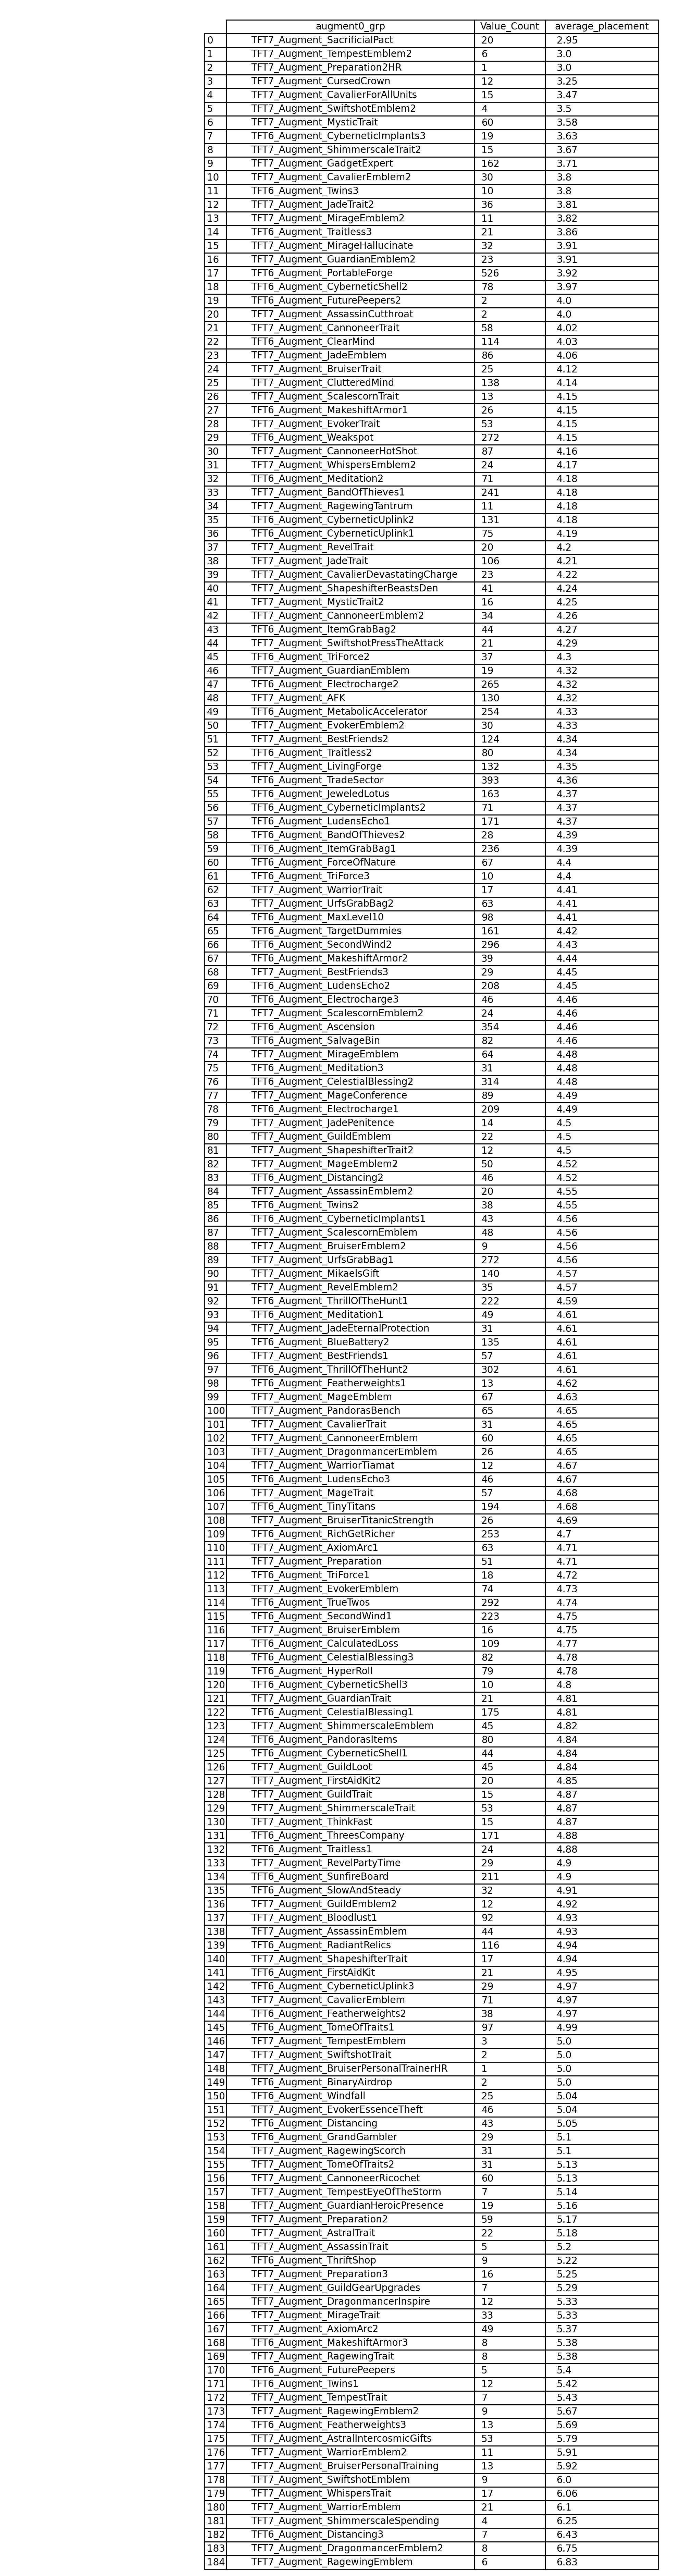 augment0_grp Value_Count average_placement
0 TFT7_Augment_SacrificialPact 20 2.95
1 TFT7_Augment_TempestEmblem2 6 3.0
2 TFT7_Augment_Preparation2HR 1 3.0
3 TFT7_Augment_CursedCrown 12 3.25
4 TFT7_Augment_CavalierForAllUnits 15 3.47
5 TFT7_Augment_SwiftshotEmblem2 4 3.5
6 TFT7_Augment_MysticTrait 60 3.58
7 TFT6_Augment_CyberneticImplants3 19 3.63
8 TFT7_Augment_ShimmerscaleTrait2 15 3.67
9 TFT7_Augment_GadgetExpert 162 3.71
10 TFT7_Augment_CavalierEmblem2 30 3.8
11 TFT6_Augment_Twins3 10 3.8
12 TFT7_Augment_JadeTrait2 36 3.81
13 TFT7_Augment_MirageEmblem2 11 3.82
14 TFT6_Augment_Traitless3 21 3.86
15 TFT7_Augment_MirageHallucinate 32 3.91
16 TFT7_Augment_GuardianEmblem2 23 3.91
17 TFT6_Augment_PortableForge 526 3.92
18 TFT6_Augment_CyberneticShell2 78 3.97
19 TFT6_Augment_FuturePeepers2 2 4.0
20 TFT7_Augment_AssassinCutthroat 2 4.0
21 TFT7_Augment_CannoneerTrait 58 4.02
22 TFT6_Augment_ClearMind 114 4.03
23 TFT7_Augment_JadeEmblem 86 4.06
24 TFT7_Augment_BruiserTrait 25 4.12
25 TFT7_Augment_ClutteredMind 138 4.14
26 TFT7_Augment_ScalescornTrait 13 4.15
27 TFT6_Augment_MakeshiftArmor1 26 4.15
28 TFT7_Augment_EvokerTrait 53 4.15
29 TFT6_Augment_Weakspot 272 4.15
30 TFT7_Augment_CannoneerHotShot 87 4.16
31 TFT7_Augment_WhispersEmblem2 24 4.17
32 TFT6_Augment_Meditation2 71 4.18
33 TFT7_Augment_BandOfThieves1 241 4.18
34 TFT7_Augment_RagewingTantrum 11 4.18
35 TFT6_Augment_CyberneticUplink2 131 4.18
36 TFT6_Augment_CyberneticUplink1 75 4.19
37 TFT7_Augment_RevelTrait 20 4.2
38 TFT7_Augment_JadeTrait 106 4.21
39 TFT7_Augment_CavalierDevastatingCharge 23 4.22
40 TFT7_Augment_ShapeshifterBeastsDen 41 4.24
41 TFT7_Augment_MysticTrait2 16 4.25
42 TFT7_Augment_CannoneerEmblem2 34 4.26
43 TFT6_Augment_ItemGrabBag2 44 4.27
44 TFT7_Augment_SwiftshotPressTheAttack 21 4.29
45 TFT6_Augment_TriForce2 37 4.3
46 TFT7_Augment_GuardianEmblem 19 4.32
47 TFT6_Augment_Electrocharge2 265 4.32
48 TFT7_Augment_AFK 130 4.32
49 TFT6_Augment_MetabolicAccelerator 254 4.33
50 TFT7_Augment_EvokerEmblem2 30 4.33
51 TFT7_Augment_BestFriends2 124 4.34
52 TFT6_Augment_Traitless2 80 4.34
53 TFT7_Augment_LivingForge 132 4.35
54 TFT6_Augment_TradeSector 393 4.36
55 TFT6_Augment_JeweledLotus 163 4.37
56 TFT6_Augment_CyberneticImplants2 71 4.37
57 TFT6_Augment_LudensEcho1 171 4.37
58 TFT6_Augment_BandOfThieves2 28 4.39
59 TFT6_Augment_ItemGrabBag1 236 4.39
60 TFT6_Augment_ForceOfNature 67 4.4
61 TFT6_Augment_TriForce3 10 4.4
62 TFT7_Augment_WarriorTrait 17 4.41
63 TFT7_Augment_UrfsGrabBag2 63 4.41
64 TFT6_Augment_MaxLevel10 98 4.41
65 TFT6_Augment_TargetDummies 161 4.42
66 TFT6_Augment_SecondWind2 296 4.43
67 TFT6_Augment_MakeshiftArmor2 39 4.44
68 TFT7_Augment_BestFriends3 29 4.45
69 TFT6_Augment_LudensEcho2 208 4.45
70 TFT6_Augment_Electrocharge3 46 4.46
71 TFT7_Augment_ScalescornEmblem2 24 4.46
72 TFT6_Augment_Ascension 354 4.46
73 TFT6_Augment_SalvageBin 82 4.46
74 TFT7_Augment_MirageEmblem 64 4.48
75 TFT6_Augment_Meditation3 31 4.48
76 TFT6_Augment_CelestialBlessing2 314 4.48
77 TFT7_Augment_MageConference 89 4.49
78 TFT6_Augment_Electrocharge1 209 4.49
79 TFT7_Augment_JadePenitence 14 4.5
80 TFT7_Augment_GuildEmblem 22 4.5
81 TFT7_Augment_ShapeshifterTrait2 12 4.5
82 TFT7_Augment_MageEmblem2 50 4.52
83 TFT6_Augment_Distancing2 46 4.52
84 TFT7_Augment_AssassinEmblem2 20 4.55
85 TFT6_Augment_Twins2 38 4.55
86 TFT6_Augment_CyberneticImplants1 43 4.56
87 TFT7_Augment_ScalescornEmblem 48 4.56
88 TFT7_Augment_BruiserEmblem2 9 4.56
89 TFT7_Augment_UrfsGrabBag1 272 4.56
90 TFT7_Augment_MikaelsGift 140 4.57
91 TFT7_Augment_RevelEmblem2 35 4.57
92 TFT6_Augment_ThrillOfTheHunt1 222 4.59
93 TFT6_Augment_Meditation1 49 4.61
94 TFT7_Augment_JadeEternalProtection 31 4.61
95 TFT6_Augment_BlueBattery2 135 4.61
96 TFT7_Augment_BestFriends1 57 4.61
97 TFT6_Augment_ThrillOfTheHunt2 302 4.61
98 TFT6_Augment_Featherweights1 13 4.62
99 TFT7_Augment_MageEmblem 67 4.63
100 TFT7_Augment_PandorasBench 65 4.65
101 TFT7_Augment_CavalierTrait 31 4.65
102 TFT7_Augment_CannoneerEmblem 60 4.65
103 TFT7_Augment_DragonmancerEmblem 26 4.65
104 TFT7_Augment_WarriorTiamat 12 4.67
105 TFT6_Augment_LudensEcho3 46 4.67
106 TFT7_Augment_MageTrait 57 4.68
107 TFT6_Augment_TinyTitans 194 4.68
108 TFT7_Augment_BruiserTitanicStrength 26 4.69
109 TFT6_Augment_RichGetRicher 253 4.7
110 TFT7_Augment_AxiomArc1 63 4.71
111 TFT7_Augment_Preparation 51 4.71
112 TFT6_Augment_TriForce1 18 4.72
113 TFT7_Augment_EvokerEmblem 74 4.73
114 TFT6_Augment_TrueTwos 292 4.74
115 TFT6_Augment_SecondWind1 223 4.75
116 TFT7_Augment_BruiserEmblem 16 4.75
117 TFT6_Augment_CalculatedLoss 109 4.77
118 TFT6_Augment_CelestialBlessing3 82 4.78
119 TFT6_Augment_HyperRoll 79 4.78
120 TFT6_Augment_CyberneticShell3 10 4.8
121 TFT7_Augment_GuardianTrait 21 4.81
122 TFT6_Augment_CelestialBlessing1 175 4.81
123 TFT7_Augment_ShimmerscaleEmblem 45 4.82
124 TFT6_Augment_PandorasItems 80 4.84
125 TFT6_Augment_CyberneticShell1 44 4.84
126 TFT7_Augment_GuildLoot 45 4.84
127 TFT7_Augment_FirstAidKit2 20 4.85
128 TFT7_Augment_GuildTrait 15 4.87
129 TFT7_Augment_ShimmerscaleTrait 53 4.87
130 TFT7_Augment_ThinkFast 15 4.87
131 TFT6_Augment_ThreesCompany 171 4.88
132 TFT6_Augment_Traitless1 24 4.88
133 TFT7_Augment_RevelPartyTime 29 4.9
134 TFT6_Augment_SunfireBoard 211 4.9
135 TFT6_Augment_SlowAndSteady 32 4.91
136 TFT7_Augment_GuildEmblem2 12 4.92
137 TFT7_Augment_Bloodlust1 92 4.93
138 TFT7_Augment_AssassinEmblem 44 4.93
139 TFT6_Augment_RadiantRelics 116 4.94
140 TFT7_Augment_ShapeshifterTrait 17 4.94
141 TFT6_Augment_FirstAidKit 21 4.95
142 TFT6_Augment_CyberneticUplink3 29 4.97
143 TFT7_Augment_CavalierEmblem 71 4.97
144 TFT6_Augment_Featherweights2 38 4.97
145 TFT6_Augment_TomeOfTraits1 97 4.99
146 TFT7_Augment_TempestEmblem 3 5.0
147 TFT7_Augment_SwiftshotTrait 2 5.0
148 TFT7_Augment_BruiserPersonalTrainerHR 1 5.0
149 TFT6_Augment_BinaryAirdrop 2 5.0
150 TFT6_Augment_Windfall 25 5.04
151 TFT7_Augment_EvokerEssenceTheft 46 5.04
152 TFT6_Augment_Distancing 43 5.05
153 TFT6_Augment_GrandGambler 29 5.1
154 TFT7_Augment_RagewingScorch 31 5.1
155 TFT7_Augment_TomeOfTraits2 31 5.13
156 TFT7_Augment_CannoneerRicochet 60 5.13
157 TFT7_Augment_TempestEyeOfTheStorm 7 5.14
158 TFT7_Augment_GuardianHeroicPresence 19 5.16
159 TFT7_Augment_Preparation2 59 5.17
160 TFT7_Augment_AstralTrait 22 5.18
161 TFT7_Augment_AssassinTrait 5 5.2
162 TFT6_Augment_ThriftShop 9 5.22
163 TFT7_Augment_Preparation3 16 5.25
164 TFT7_Augment_GuildGearUpgrades 7 5.29
165 TFT7_Augment_DragonmancerInspire 12 5.33
166 TFT7_Augment_MirageTrait 33 5.33
167 TFT7_Augment_AxiomArc2 49 5.37
168 TFT6_Augment_MakeshiftArmor3 8 5.38
169 TFT7_Augment_RagewingTrait 8 5.38
170 TFT6_Augment_FuturePeepers 5 5.4
171 TFT6_Augment_Twins1 12 5.42
172 TFT7_Augment_TempestTrait 7 5.43
173 TFT7_Augment_RagewingEmblem2 9 5.67
174 TFT6_Augment_Featherweights3 13 5.69
175 TFT7_Augment_AstralIntercosmicGifts 53 5.79
176 TFT7_Augment_WarriorEmblem2 11 5.91
177 TFT7_Augment_BruiserPersonalTraining 13 5.92
178 TFT7_Augment_SwiftshotEmblem 9 6.0
179 TFT7_Augment_WhispersTrait 17 6.06
180 TFT7_Augment_WarriorEmblem 21 6.1
181 TFT7_Augment_ShimmerscaleSpending 4 6.25
182 TFT6_Augment_Distancing3 7 6.43
183 TFT7_Augment_DragonmancerEmblem2 8 6.75
184 TFT7_Augment_RagewingEmblem 6 6.83